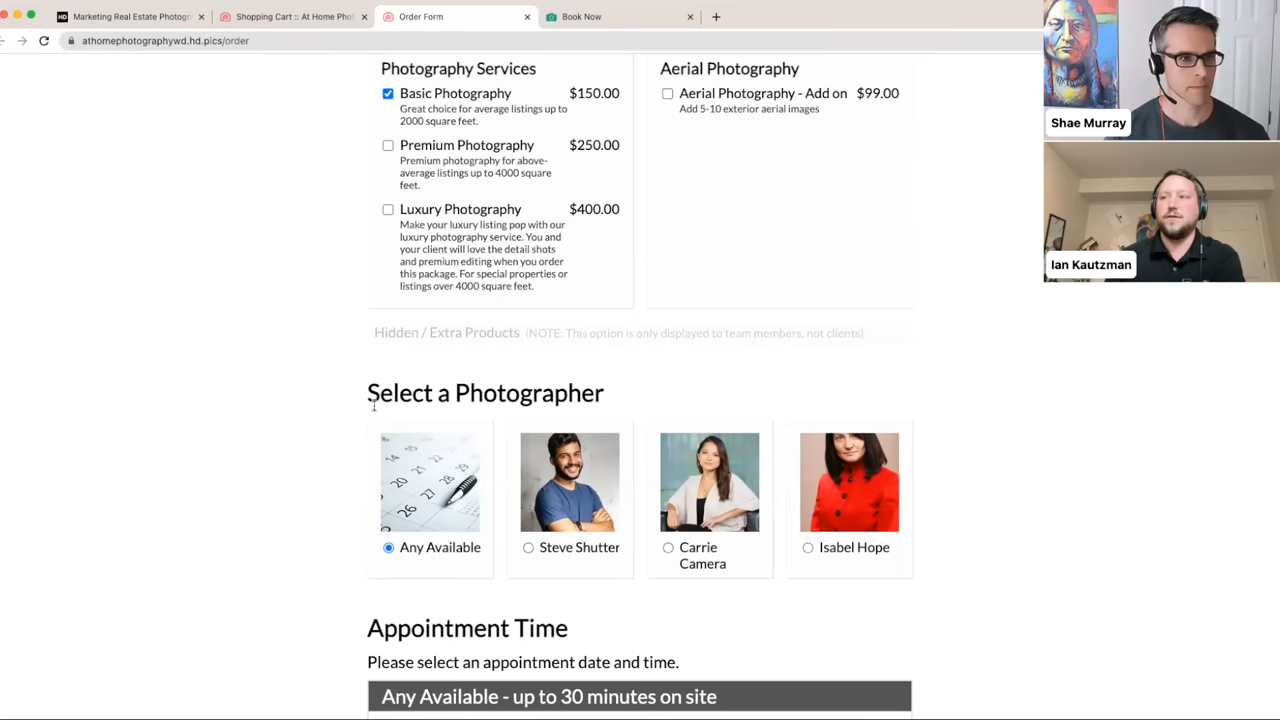 Marketing Real Estate Photogr
Shopping Cart :: At Home Phot
Order Form
Book Now
athomephotographywd.hd.pics/order
Photography Services
Basic Photography $150.00
Great choice for average listings up to
2000 square feet.
Premium Photography $250.00
Premium photography for above-
average listings up to 4000 square
feet.
Luxury Photography $400.00
Make your luxury listing pop with our
luxury photography service. You and
your client will love the detail shots
and premium editing when you order
this package. For special properties or
listings over 4000 square feet.
Aerial Photography
Aerial Photography - Add on $99.00
Add 5-10 exterior aerial images
Hidden / Extra Products (NOTE: This option is only displayed to team members, not clients)
Select a Photographer
Any Available
Steve Shutter
Carrie
Camera
Isabel Hope
Appointment Time
Please select an appointment date and time.
Any Available - up to 30 minutes on site
Shae Murray
Ian Kautzman